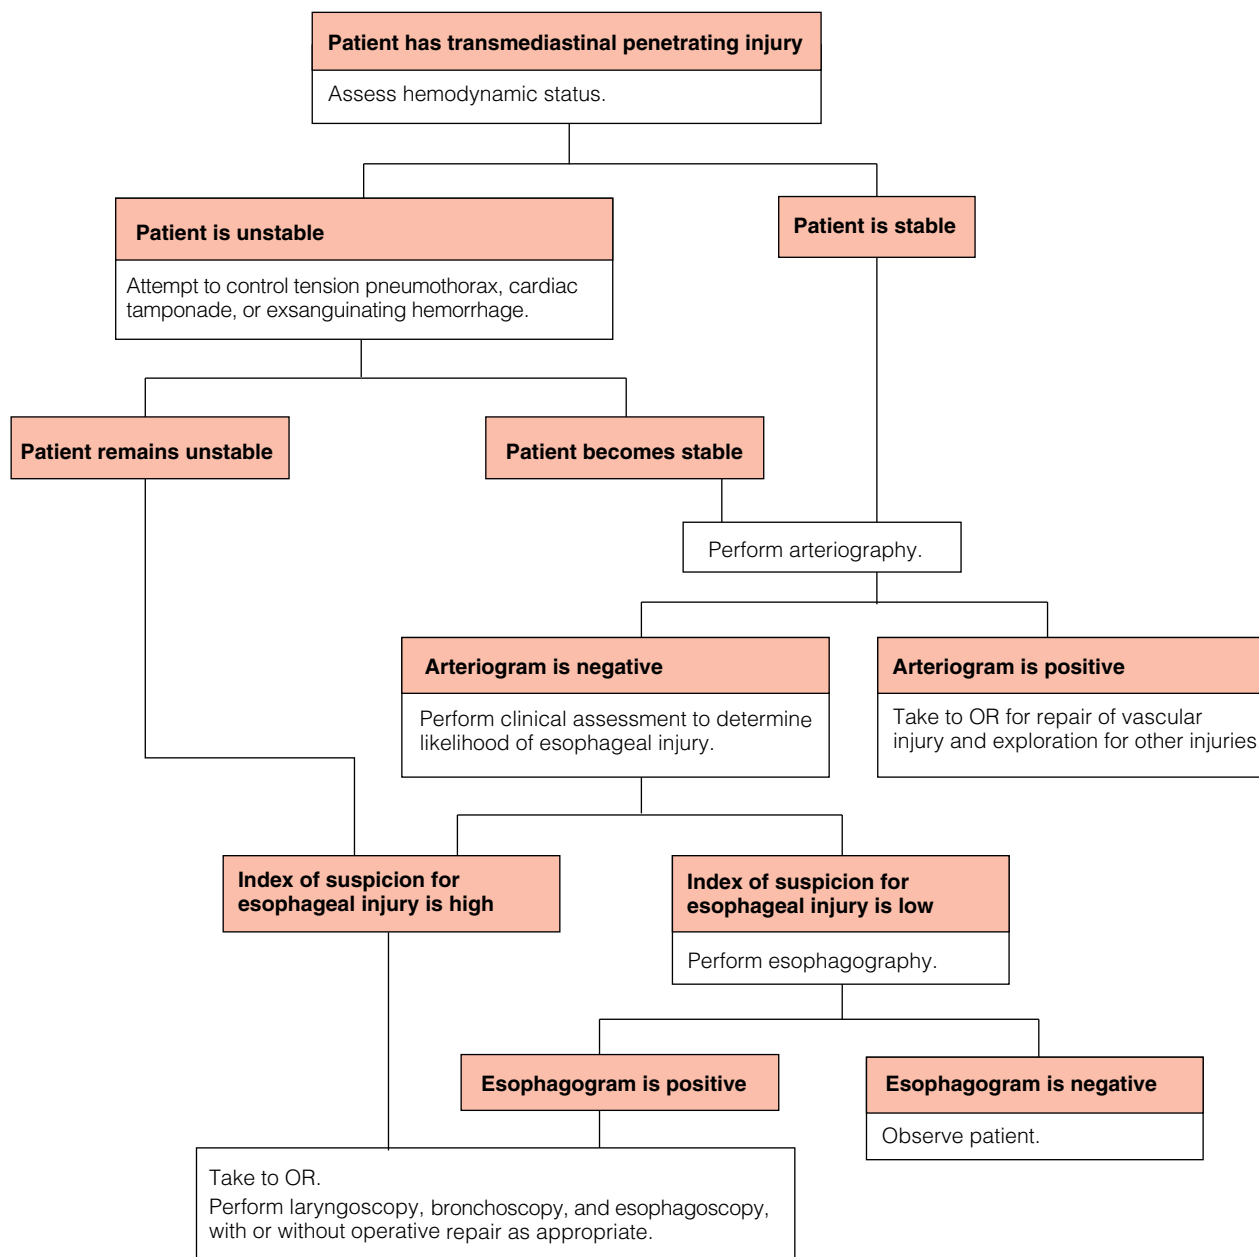 Patient has transmediastinal penetrating injury
Assess hemodynamic status.
Patient is unstable
Attempt to control tension pneumothorax, cardiac
tamponade, or exsanguinating hemorrhage.
Patient is stable
Patient remains unstable
Patient becomes stable
Perform arteriography.
Arteriogram is negative
Perform clinical assessment to determine
likelihood of esophageal injury.
Arteriogram is positive
Take to OR for repair of vascular
injury and exploration for other injuries
Index of suspicion for
esophageal injury is high
Index of suspicion for
esophageal injury is low
Perform esophagography.
Esophagogram is positive
Esophagogram is negative
Observe patient.
Take to OR.
Perform laryngoscopy, bronchoscopy, and esophagoscopy,
with or without operative repair as appropriate.